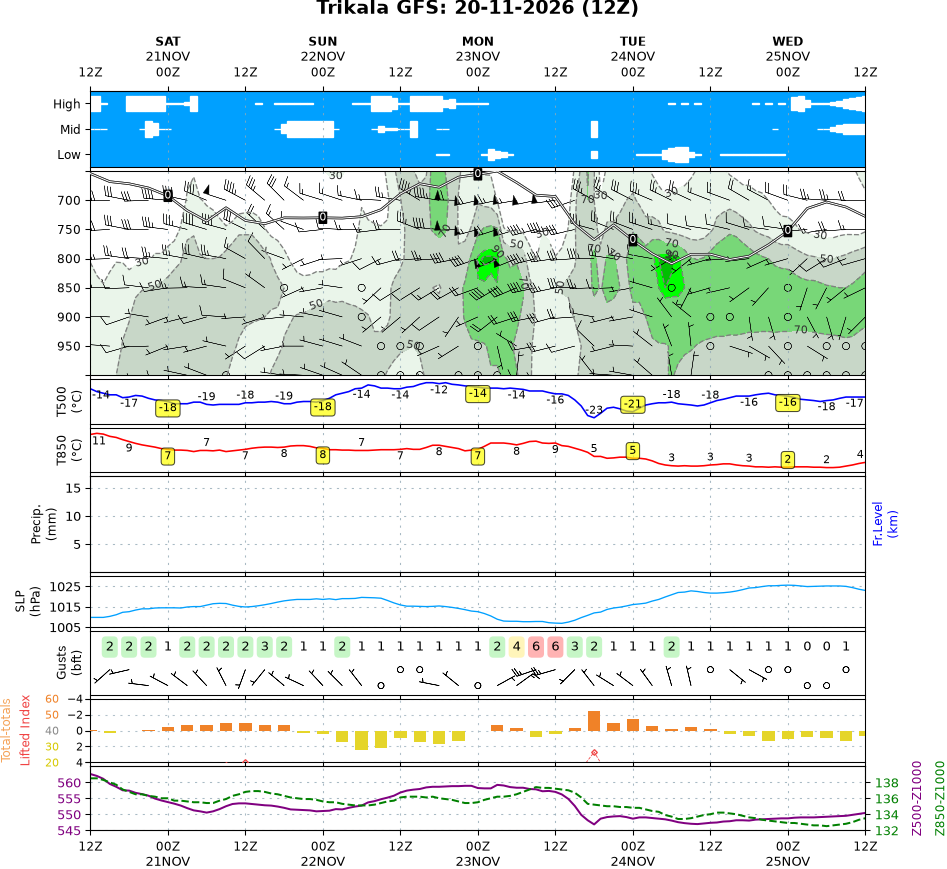 Trikala GFS: 20-11-2026 (12Z)
SAT SUN MON TUE WED
21NOV 22NOV 23NOV 24NOV 25NOV
12Z 00Z 12Z 00Z 12Z 00Z 12Z 00Z 12Z 00Z 12Z
High
Mid
Low
700
750
800
850
900
950
0 0 0 0 0
30 30 30 30 30
50 50 50 50 50
70 70 70 70
T500 (°C)
-14 -17 -18 -19 -18 -19 -18 -14 -14 -12 -14 -14 -16 -23 -21 -18 -18 -16 -16 -18 -17
T850 (°C)
11 9 7 7 7 8 8 7 7 8 7 8 9 5 5 3 3 3 2 2 4
Precip. (mm)
15
10
5
Fr.Level (km)
SLP (hPa)
1025
1015
1005
Gusts (bft)
2 2 2 1 2 2 2 2 3 2 1 1 2 1 1 1 1 1 1 1 2 4 6 6 3 2 1 1 1 2 1 1 1 1 1 1 0 0 1
Total-totals
Lifted Index
60 −4
50 −2
40 0
30 2
20 4
560 138
555 136
550 134
545 132
Z500-Z1000
Z850-Z1000
12Z 00Z 12Z 00Z 12Z 00Z 12Z 00Z 12Z 00Z 12Z
21NOV 22NOV 23NOV 24NOV 25NOV